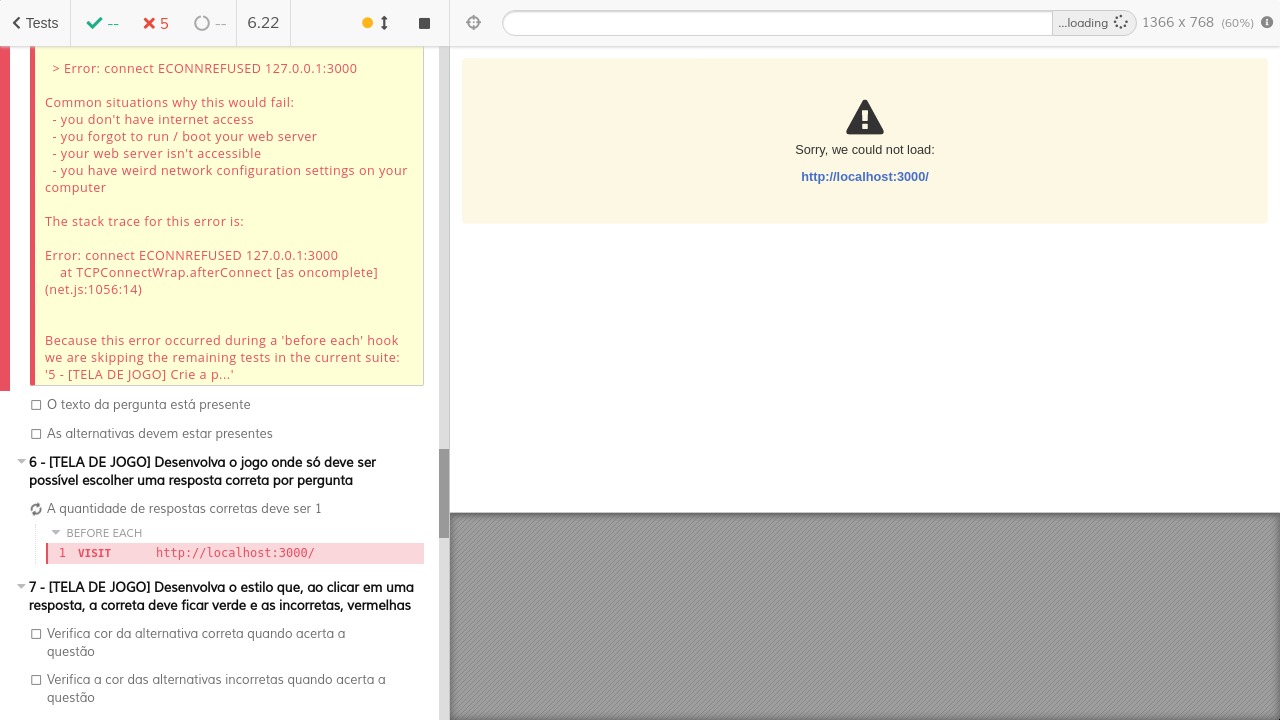 Tests
--
5
--
6.22
...loading
1366 x 768 (60%)
> Error: connect ECONNREFUSED 127.0.0.1:3000
Common situations why this would fail:
- you don't have internet access
- you forgot to run / boot your web server
- your web server isn't accessible
- you have weird network configuration settings on your
computer
The stack trace for this error is:
Error: connect ECONNREFUSED 127.0.0.1:3000
at TCPConnectWrap.afterConnect [as oncomplete]
(net.js:1056:14)
Because this error occurred during a 'before each' hook
we are skipping the remaining tests in the current suite:
'5 - [TELA DE JOGO] Crie a p...'
O texto da pergunta está presente
As alternativas devem estar presentes
6 - [TELA DE JOGO] Desenvolva o jogo onde só deve ser
possível escolher uma resposta correta por pergunta
A quantidade de respostas corretas deve ser 1
BEFORE EACH
1 VISIT http://localhost:3000/
7 - [TELA DE JOGO] Desenvolva o estilo que, ao clicar em uma
resposta, a correta deve ficar verde e as incorretas, vermelhas
Verifica cor da alternativa correta quando acerta a
questão
Verifica a cor das alternativas incorretas quando acerta a
questão
Sorry, we could not load:
http://localhost:3000/